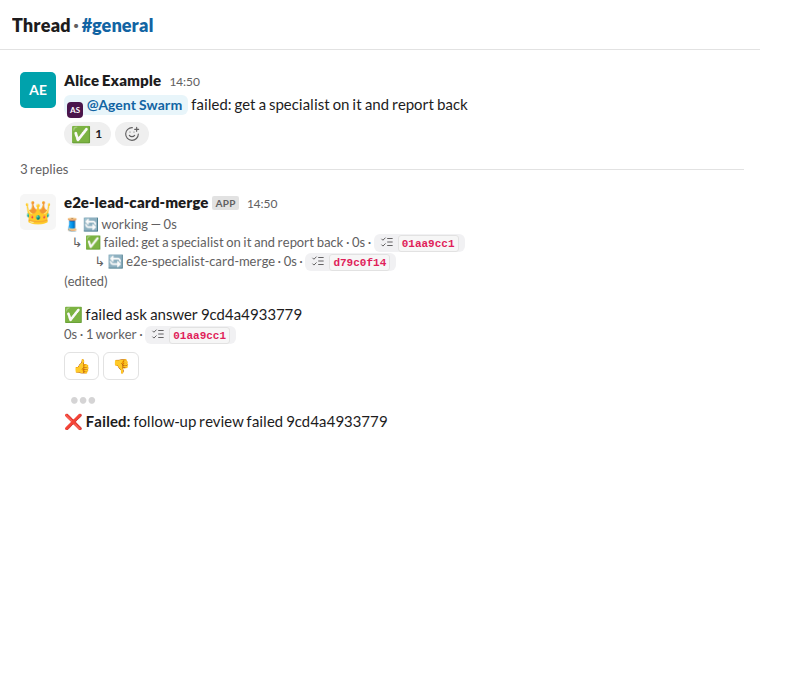 Thread • #general
AE
Alice Example 14:50
AS @Agent Swarm failed: get a specialist on it and report back
✅ 1
3 replies
e2e-lead-card-merge APP 14:50
🧵 🔄 working — 0s
↳ ✅ failed: get a specialist on it and report back · 0s · 01aa9cc1
↳ 🔄 e2e-specialist-card-merge · 0s · d79c0f14
(edited)
✅ failed ask answer 9cd4a4933779
0s · 1 worker · 01aa9cc1
👍 👎
❌ Failed: follow-up review failed 9cd4a4933779